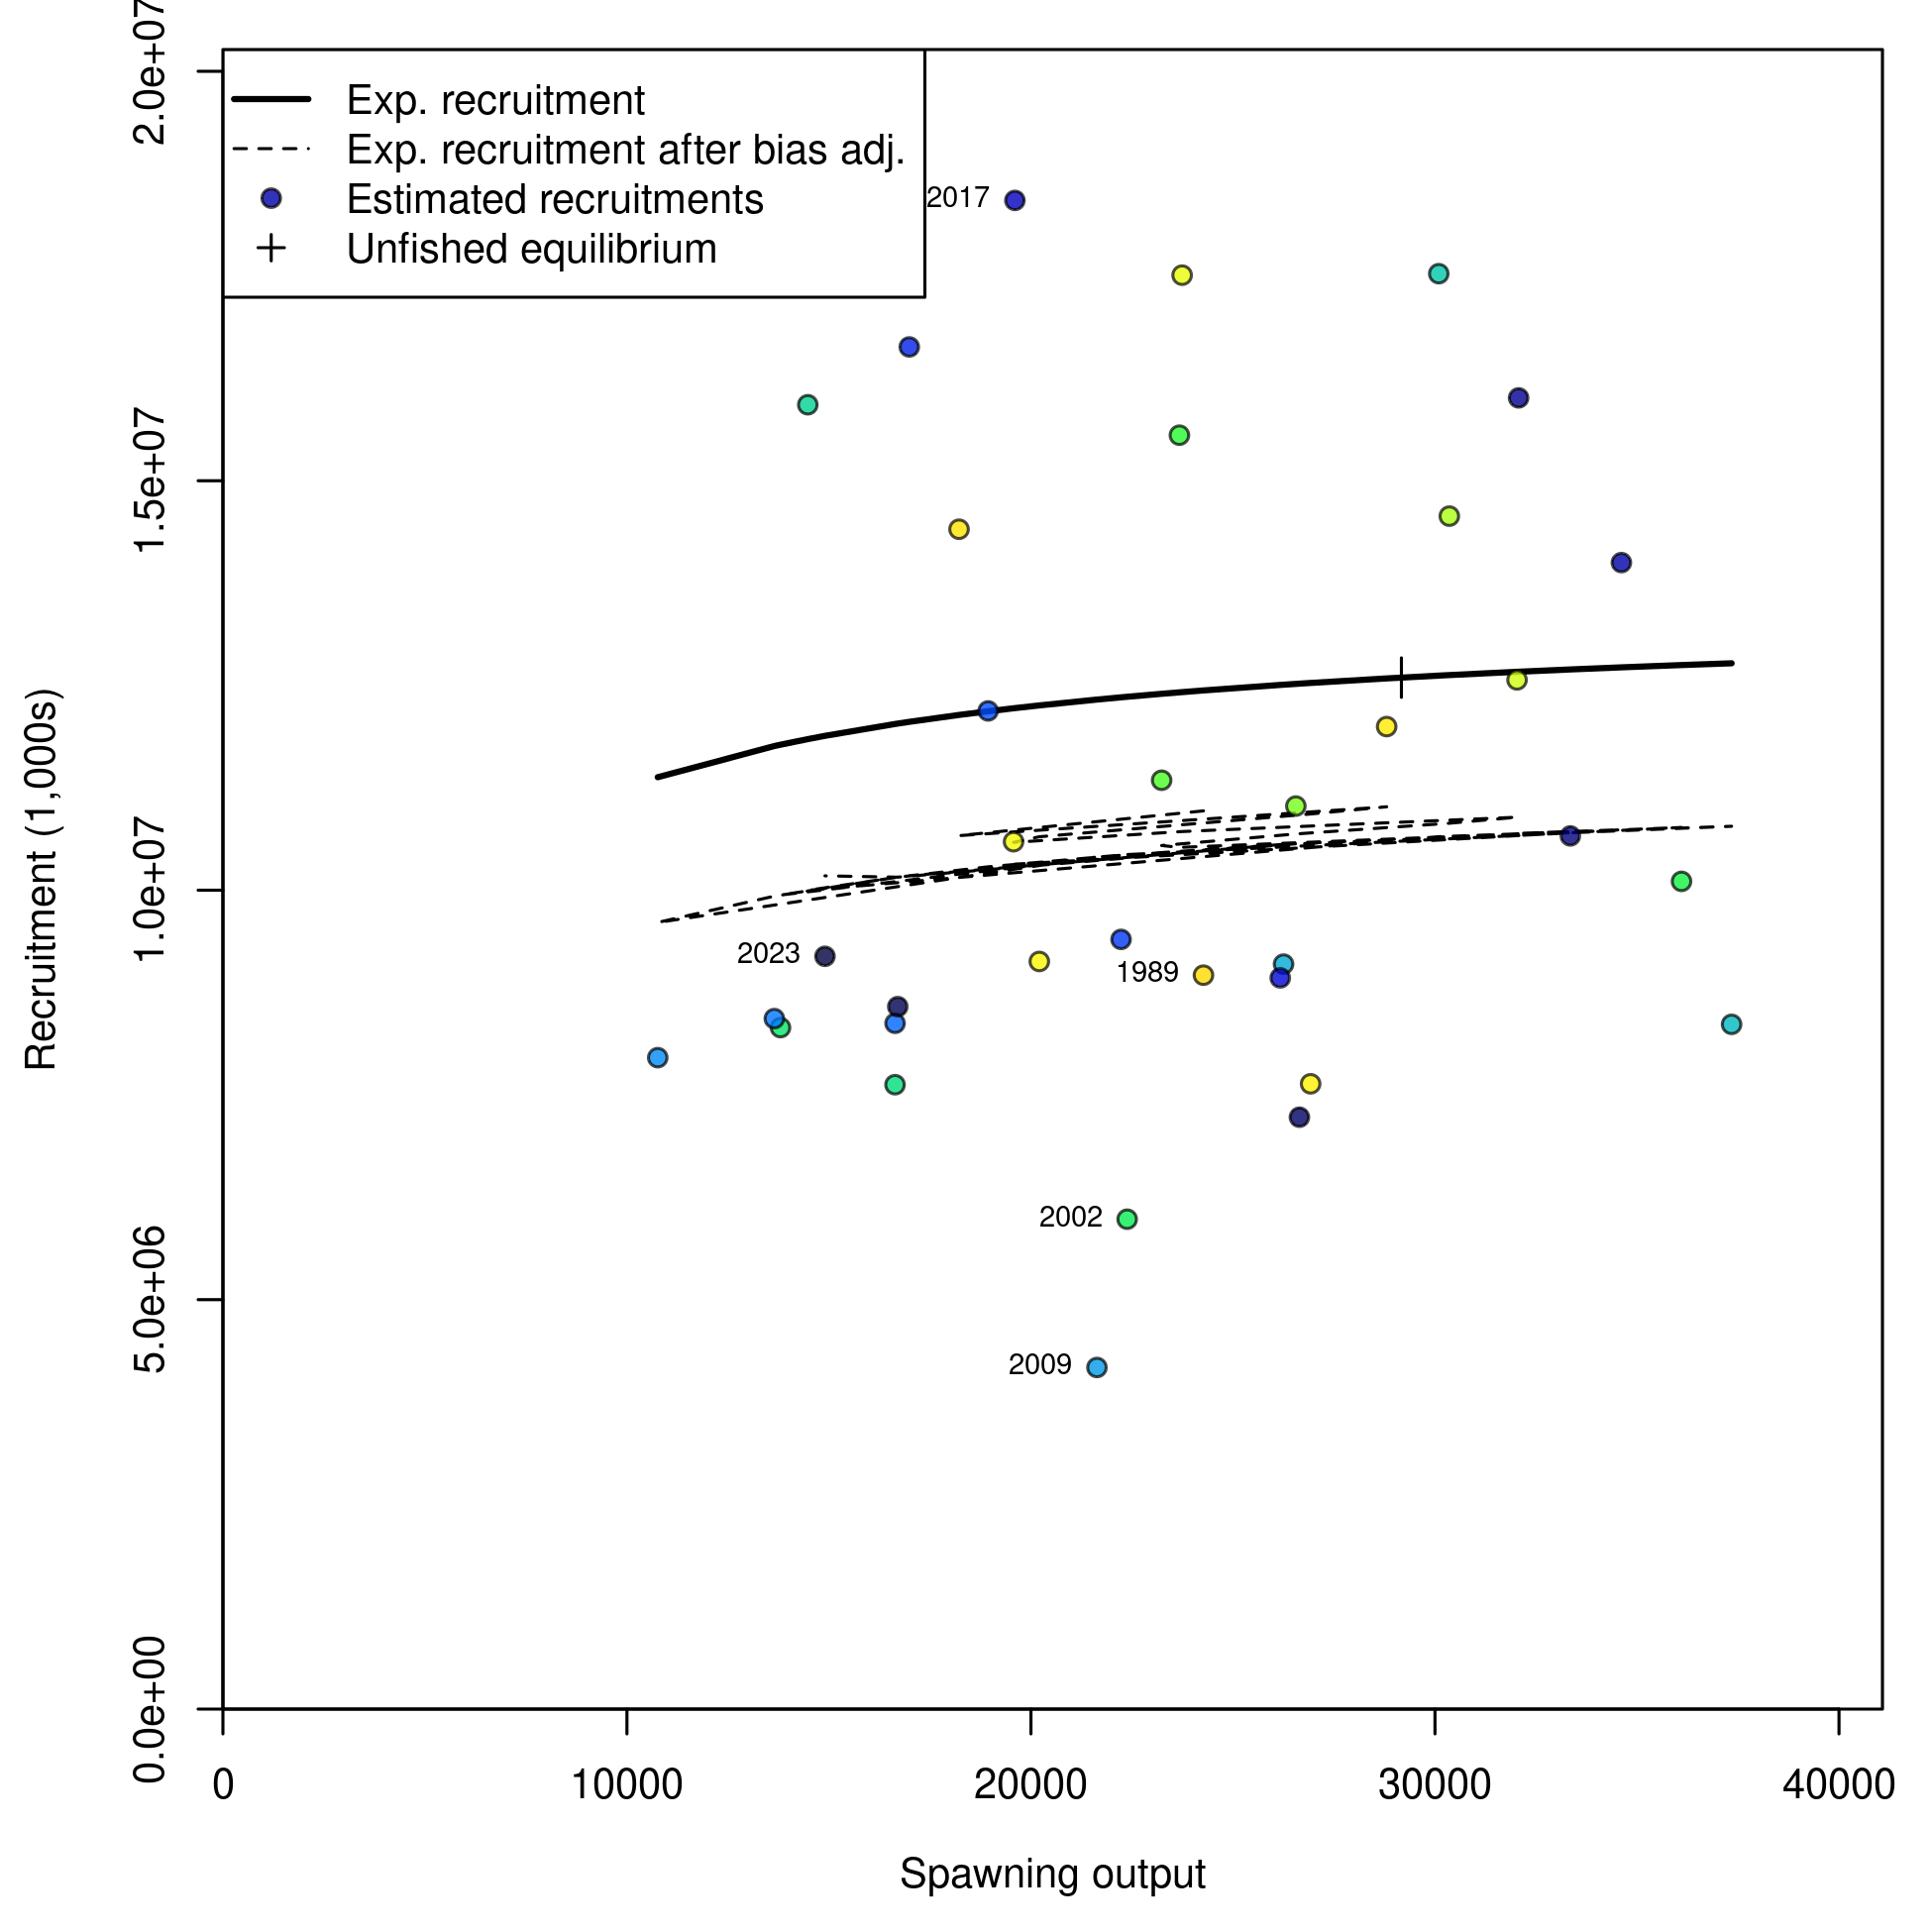 2.0e+07
1.5e+07
1.0e+07
5.0e+06
0.0e+00
Recruitment (1,000s)
Exp. recruitment
Exp. recruitment after bias adj.
Estimated recruitments
Unfished equilibrium
2017
2023
1989
2002
2009
0 10000 20000 30000 40000
Spawning output